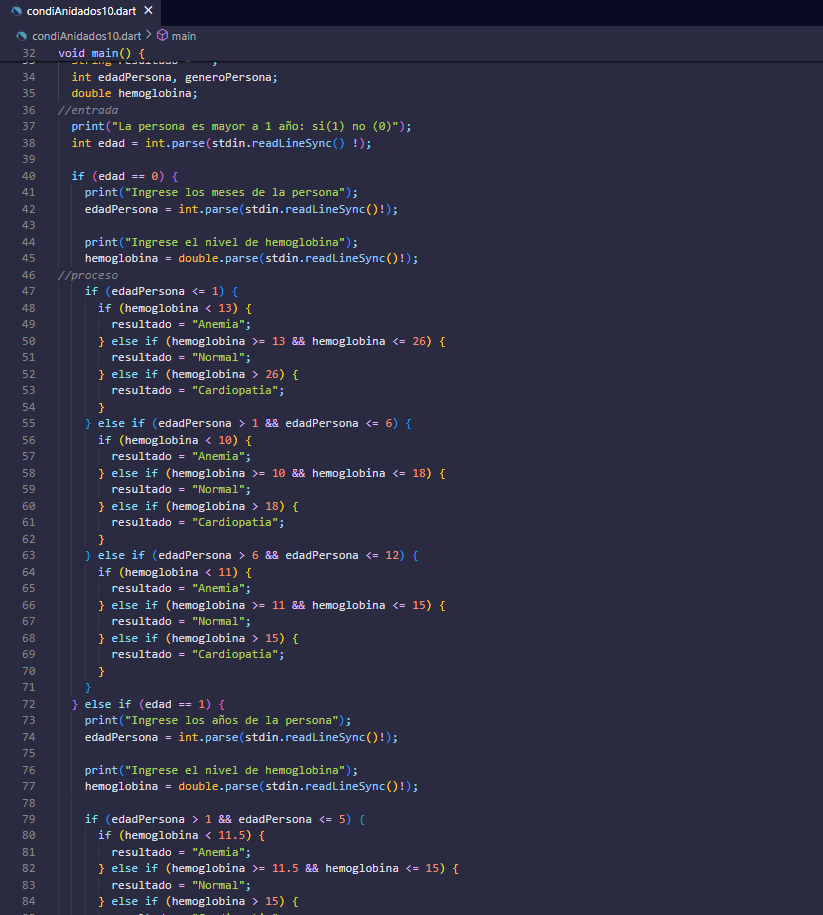 condiAnidados10.dart
condiAnidados10.dart > main
32 void main() {
34 int edadPersona, generoPersona;
35 double hemoglobina;
36 //entrada
37 print("La persona es mayor a 1 año: si(1) no (0)");
38 int edad = int.parse(stdin.readLineSync() !);
39
40 if (edad == 0) {
41 print("Ingrese los meses de la persona");
42 edadPersona = int.parse(stdin.readLineSync()!);
43
44 print("Ingrese el nivel de hemoglobina");
45 hemoglobina = double.parse(stdin.readLineSync()!);
46 //proceso
47 if (edadPersona <= 1) {
48 if (hemoglobina < 13) {
49 resultado = "Anemia";
50 } else if (hemoglobina >= 13 && hemoglobina <= 26) {
51 resultado = "Normal";
52 } else if (hemoglobina > 26) {
53 resultado = "Cardiopatia";
54 }
55 } else if (edadPersona > 1 && edadPersona <= 6) {
56 if (hemoglobina < 10) {
57 resultado = "Anemia";
58 } else if (hemoglobina >= 10 && hemoglobina <= 18) {
59 resultado = "Normal";
60 } else if (hemoglobina > 18) {
61 resultado = "Cardiopatia";
62 }
63 } else if (edadPersona > 6 && edadPersona <= 12) {
64 if (hemoglobina < 11) {
65 resultado = "Anemia";
66 } else if (hemoglobina >= 11 && hemoglobina <= 15) {
67 resultado = "Normal";
68 } else if (hemoglobina > 15) {
69 resultado = "Cardiopatia";
70 }
71 }
72 } else if (edad == 1) {
73 print("Ingrese los años de la persona");
74 edadPersona = int.parse(stdin.readLineSync()!);
75
76 print("Ingrese el nivel de hemoglobina");
77 hemoglobina = double.parse(stdin.readLineSync()!);
78
79 if (edadPersona > 1 && edadPersona <= 5) {
80 if (hemoglobina < 11.5) {
81 resultado = "Anemia";
82 } else if (hemoglobina >= 11.5 && hemoglobina <= 15) {
83 resultado = "Normal";
84 } else if (hemoglobina > 15) {